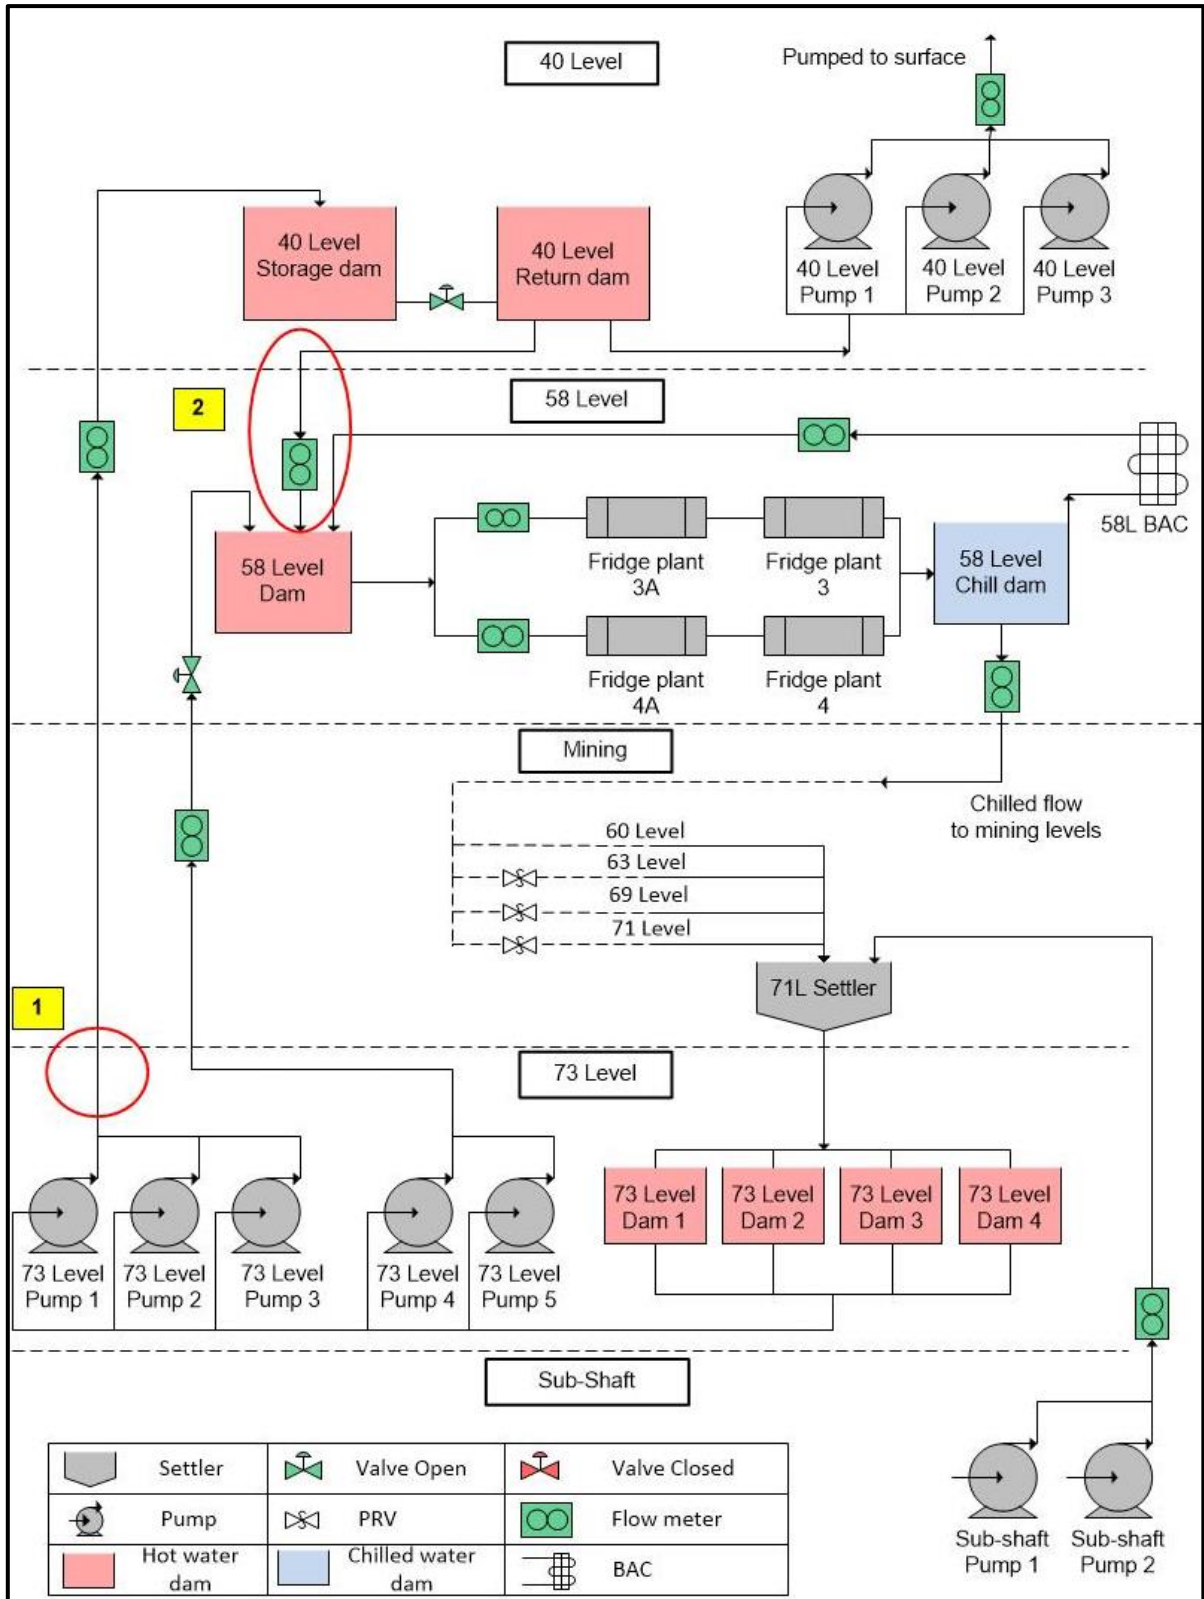 40 Level
Pumped to surface
40 Level
Storage dam
40 Level
Return dam
40 Level
Pump 1
40 Level
Pump 2
40 Level
Pump 3
2
58 Level
58L BAC
58 Level
Dam
Fridge plant
3A
Fridge plant
3
58 Level
Chill dam
Fridge plant
4A
Fridge plant
4
Mining
Chilled flow
to mining levels
60 Level
63 Level
69 Level
71 Level
71L Settler
1
73 Level
73 Level
Dam 1
73 Level
Dam 2
73 Level
Dam 3
73 Level
Dam 4
73 Level
Pump 1
73 Level
Pump 2
73 Level
Pump 3
73 Level
Pump 4
73 Level
Pump 5
Sub-Shaft
Sub-shaft
Pump 1
Sub-shaft
Pump 2
Settler
Valve Open
Valve Closed
Pump
PRV
Flow meter
Hot water
dam
Chilled water
dam
BAC